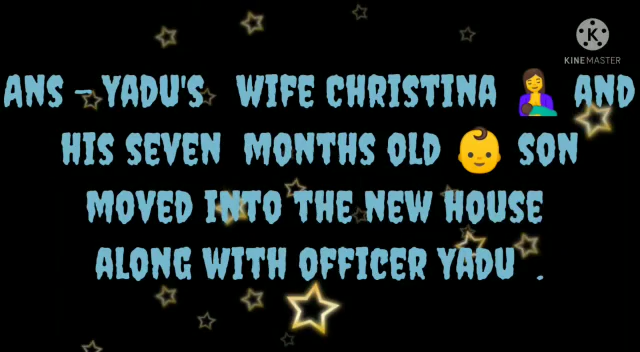 KINEMASTER
ANS - YADU'S WIFE CHRISTINA 🤱 AND
HIS SEVEN MONTHS OLD 👶 SON
MOVED INTO THE NEW HOUSE
ALONG WITH OFFICER YADU .